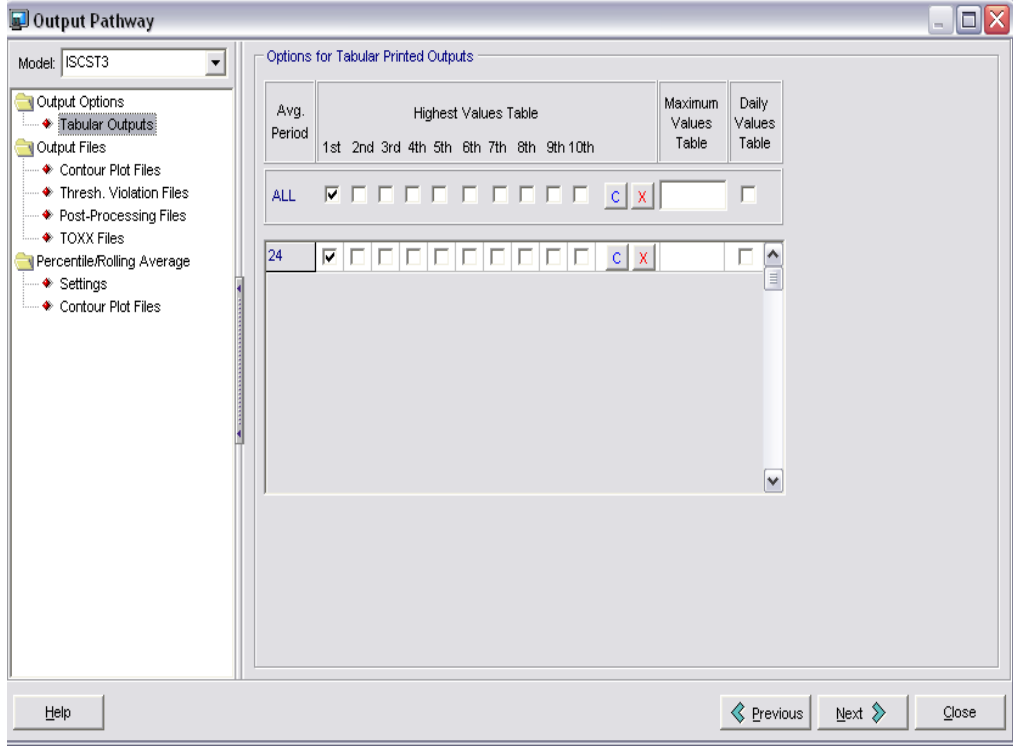 Output Pathway
Model: ISCST3
Output Options
Tabular Outputs
Output Files
Contour Plot Files
Thresh. Violation Files
Post-Processing Files
TOXX Files
Percentile/Rolling Average
Settings
Contour Plot Files
Options for Tabular Printed Outputs
Avg. Period
Highest Values Table
1st 2nd 3rd 4th 5th 6th 7th 8th 9th 10th
Maximum Values Table
Daily Values Table
ALL C X
24 C X
Help
Previous
Next
Close